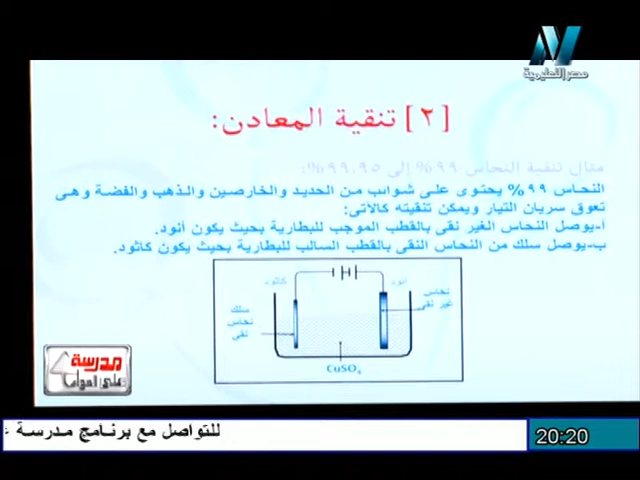 مصر التعليمية
[٢] تنقية المعادن:
مثال تنقية النحاس ٩٩% إلى ٩٩,٩٥%:
النحاس ٩٩% يحتوى على شوائب من الحديد والخارصين والذهب والفضة وهى
تعوق سريان التيار ويمكن تنقيته كالآتى:
أ-يوصل النحاس الغير نقى بالقطب الموجب للبطارية بحيث يكون أنود.
ب-يوصل سلك من النحاس النقى بالقطب السالب للبطارية بحيث يكون كاثود.
أنود
كاثود
نحاس
غير نقى
سلك
نحاس
نقى
CuSO₄
مدرسة
على الهواء
للتواصل مع برنامج مدرسة
20:20